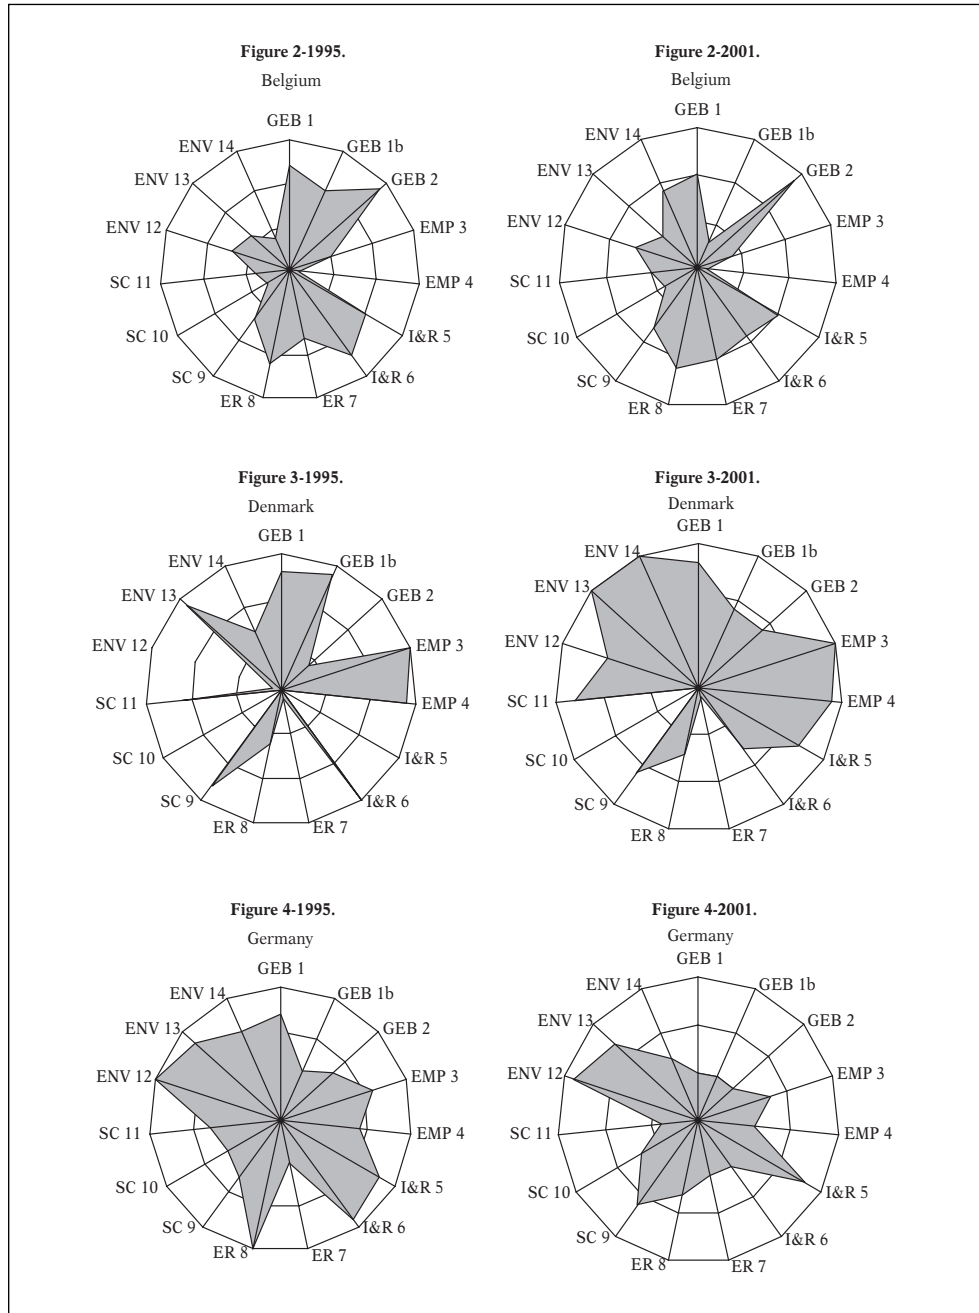 Figure 2-1995.
Belgium
GEB 1
GEB 1b
GEB 2
EMP 3
EMP 4
I&R 5
I&R 6
ER 7
ER 8
SC 9
SC 10
SC 11
ENV 12
ENV 13
ENV 14
Figure 2-2001.
Belgium
GEB 1
GEB 1b
GEB 2
EMP 3
EMP 4
I&R 5
I&R 6
ER 7
ER 8
SC 9
SC 10
SC 11
ENV 12
ENV 13
ENV 14
Figure 3-1995.
Denmark
GEB 1
GEB 1b
GEB 2
EMP 3
EMP 4
I&R 5
I&R 6
ER 7
ER 8
SC 9
SC 10
SC 11
ENV 12
ENV 13
ENV 14
Figure 3-2001.
Denmark
GEB 1
GEB 1b
GEB 2
EMP 3
EMP 4
I&R 5
I&R 6
ER 7
ER 8
SC 9
SC 10
SC 11
ENV 12
ENV 13
ENV 14
Figure 4-1995.
Germany
GEB 1
GEB 1b
GEB 2
EMP 3
EMP 4
I&R 5
I&R 6
ER 7
ER 8
SC 9
SC 10
SC 11
ENV 12
ENV 13
ENV 14
Figure 4-2001.
Germany
GEB 1
GEB 1b
GEB 2
EMP 3
EMP 4
I&R 5
I&R 6
ER 7
ER 8
SC 9
SC 10
SC 11
ENV 12
ENV 13
ENV 14